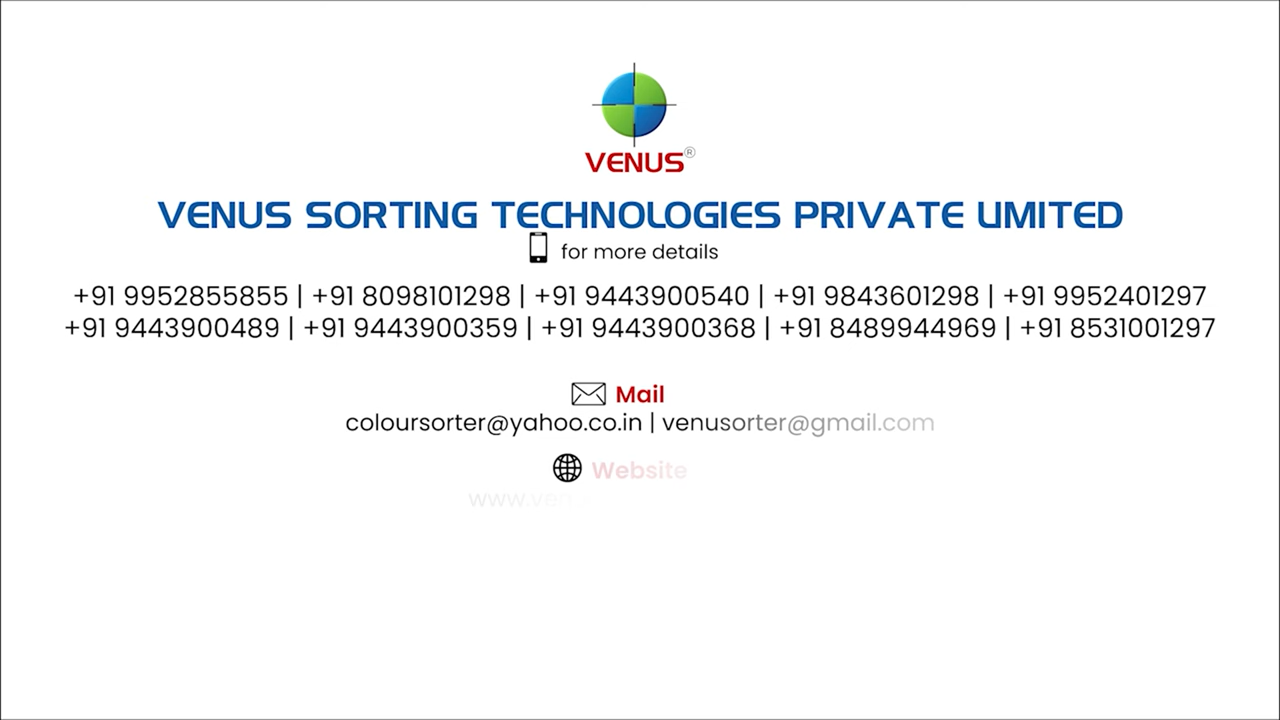 VENUS®
VENUS SORTING TECHNOLOGIES PRIVATE LIMITED
for more details
+91 9952855855 | +91 8098101298 | +91 9443900540 | +91 9843601298 | +91 9952401297
+91 9443900489 | +91 9443900359 | +91 9443900368 | +91 8489944969 | +91 8531001297
Mail
coloursorter@yahoo.co.in | venusorter@gmail.com
Website